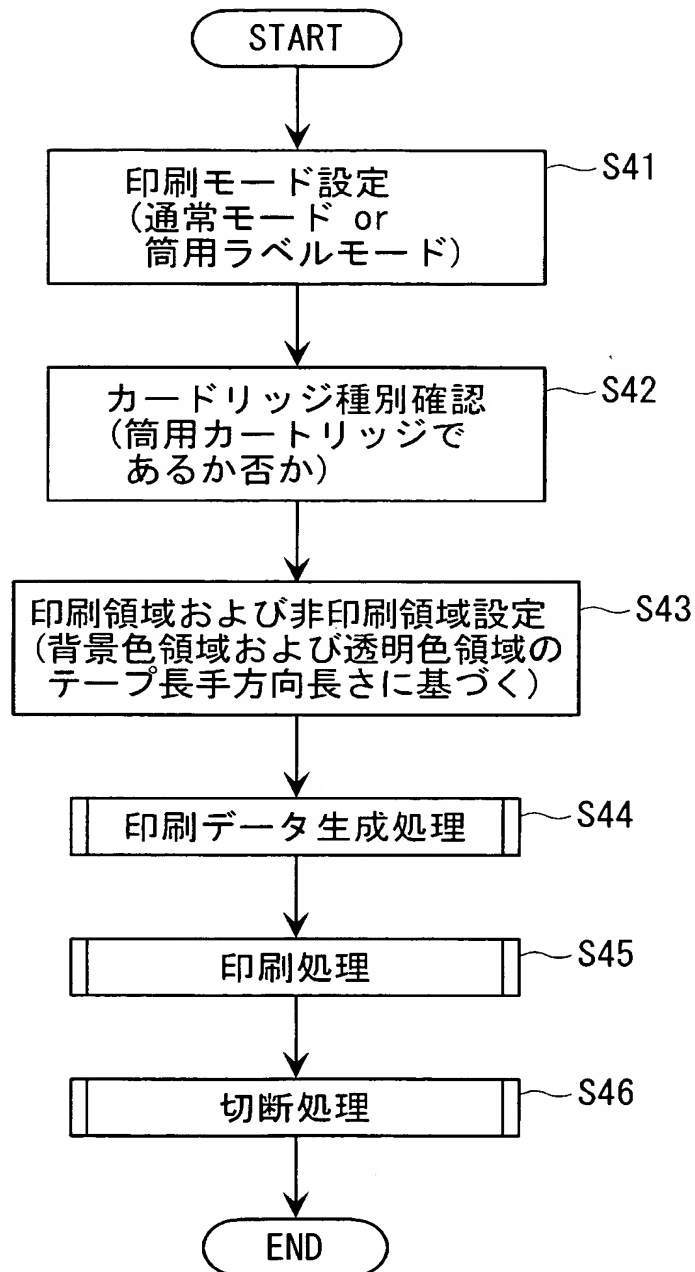 START
印刷モード設定
(通常モード or
筒用ラベルモード)
S41
カードリッジ種別確認
(筒用カートリッジで
あるか否か)
S42
印刷領域および非印刷領域設定
(背景色領域および透明色領域の
テープ長手方向長さに基づく)
S43
印刷データ生成処理
S44
印刷処理
S45
切断処理
S46
END